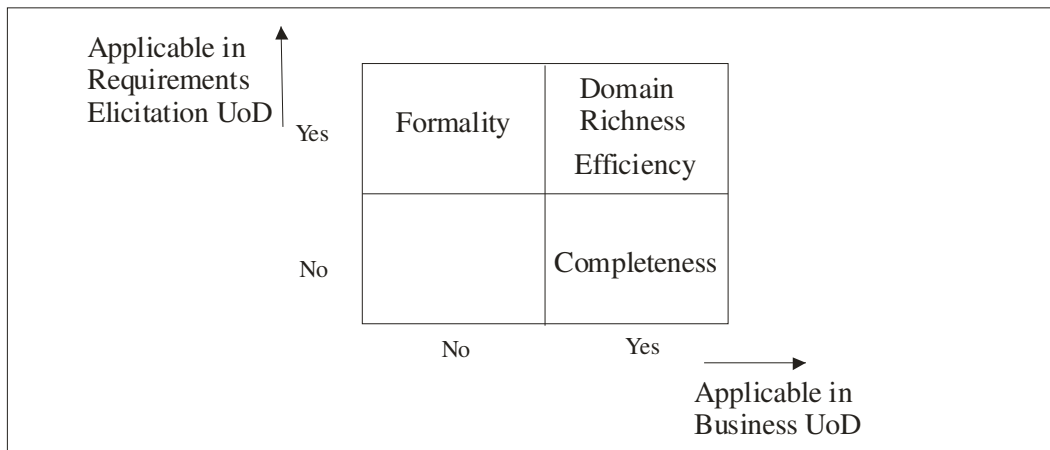 Applicable in
Requirements
Elicitation UoD
Yes
Formality
Domain
Richness
Efficiency
No
Completeness
No
Yes
Applicable in
Business UoD